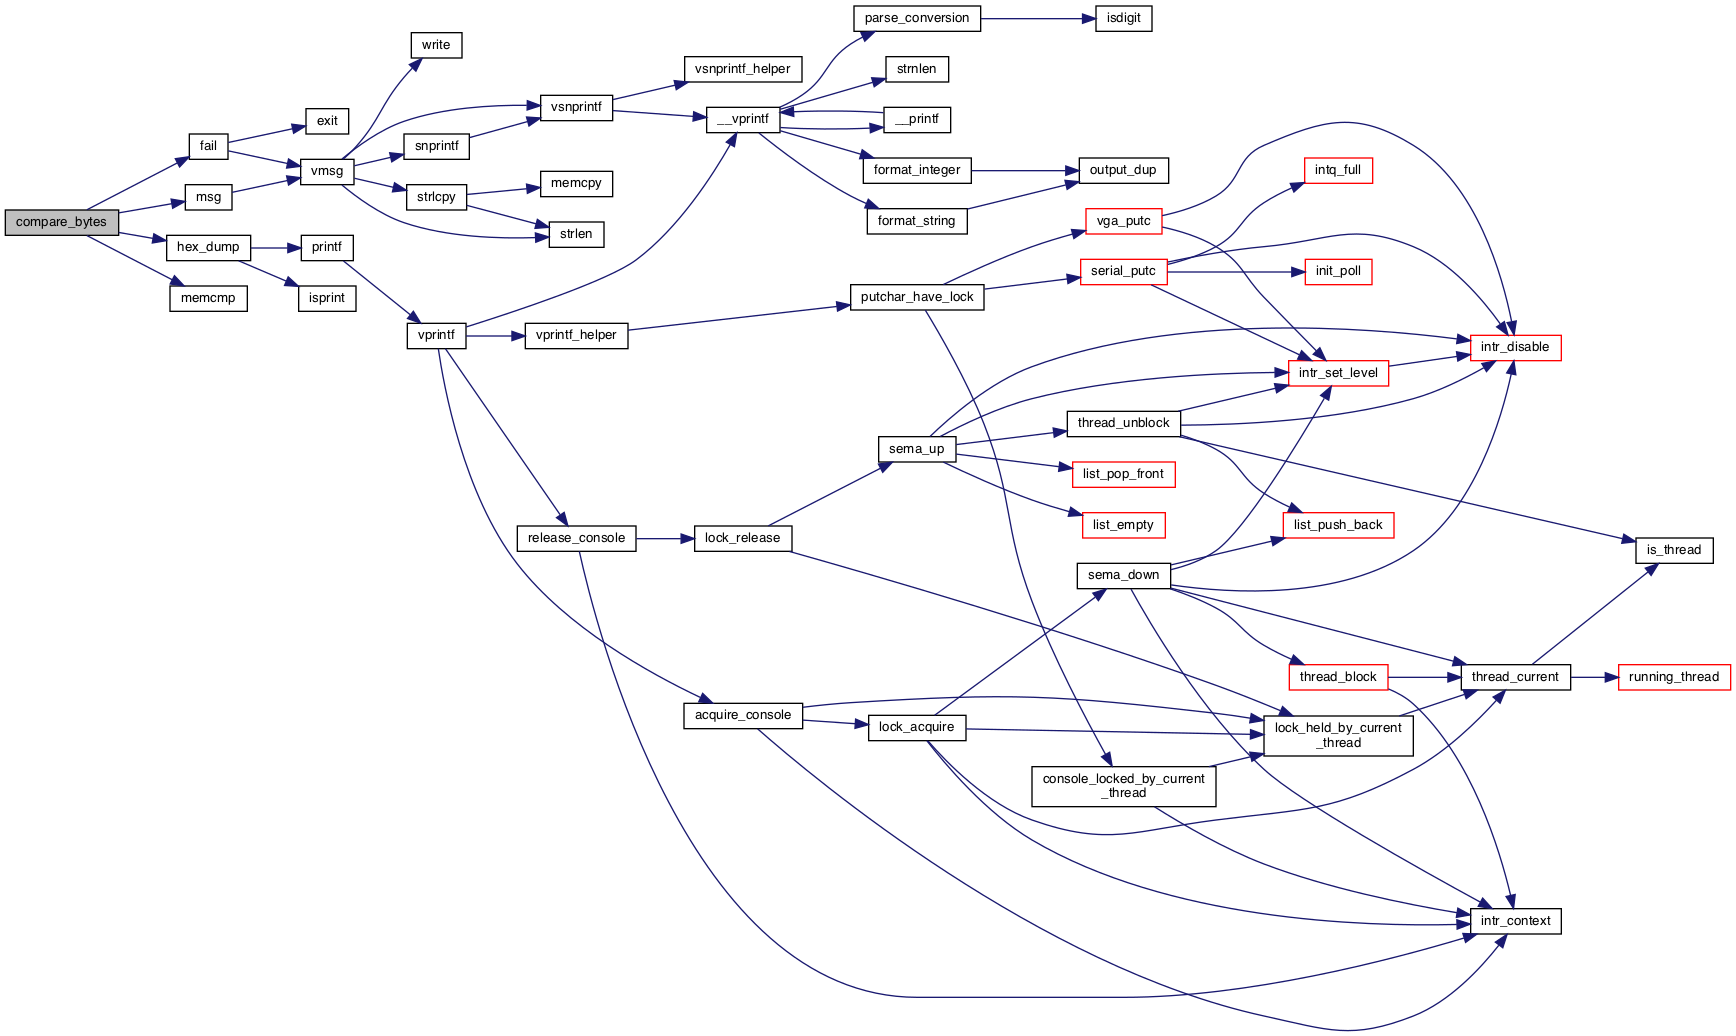 compare_bytes
fail
msg
hex_dump
memcmp
exit
vmsg
printf
isprint
write
snprintf
strlcpy
vprintf
vsnprintf
memcpy
strlen
vprintf_helper
release_console
vsnprintf_helper
__vprintf
lock_release
acquire_console
parse_conversion
strnlen
__printf
format_integer
format_string
putchar_have_lock
sema_up
lock_acquire
isdigit
output_dup
vga_putc
serial_putc
thread_unblock
list_pop_front
list_empty
sema_down
console_locked_by_current
_thread
intq_full
init_poll
intr_set_level
list_push_back
thread_block
lock_held_by_current
_thread
intr_disable
thread_current
intr_context
is_thread
running_thread